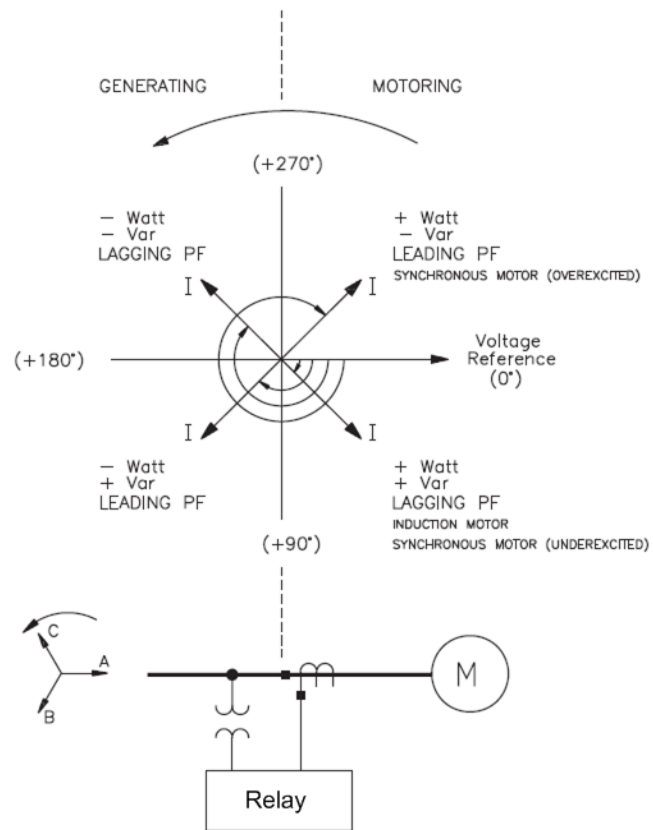 GENERATING
MOTORING
(+270°)
− Watt
− Var
LAGGING PF
I
+ Watt
− Var
LEADING PF
SYNCHRONOUS MOTOR (OVEREXCITED)
I
(+180°)
Voltage
Reference
(0°)
I
− Watt
+ Var
LEADING PF
I
+ Watt
+ Var
LAGGING PF
INDUCTION MOTOR
SYNCHRONOUS MOTOR (UNDEREXCITED)
(+90°)
C
A
B
M
Relay